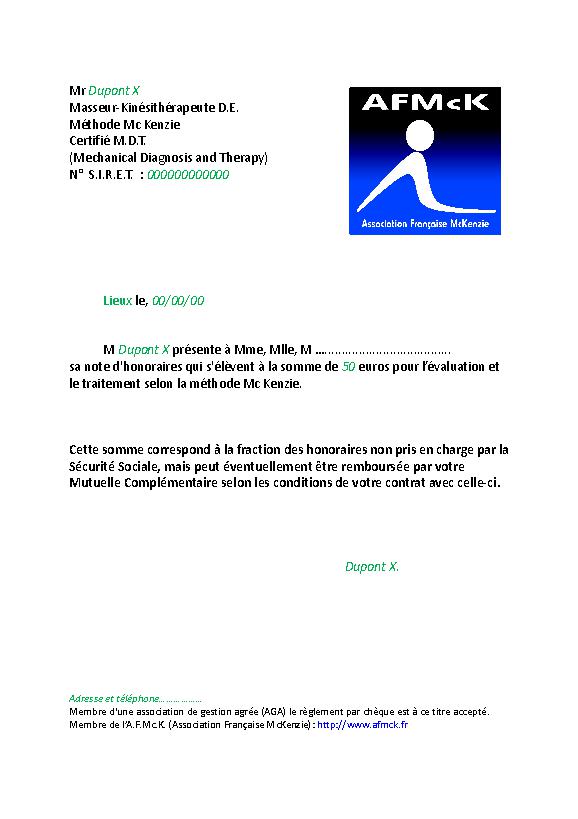 Mr Dupont X
Masseur-Kinésithérapeute D.E.
Méthode Mc Kenzie
Certifié M.D.T.
(Mechanical Diagnosis and Therapy)
N° S.I.R.E.T. : 000000000000
AFMcK
Association Française McKenzie
Lieux le, 00/00/00
M Dupont X présente à Mme, Mlle, M ……………………………………
sa note d'honoraires qui s'élèvent à la somme de 50 euros pour l'évaluation et
le traitement selon la méthode Mc Kenzie.
Cette somme correspond à la fraction des honoraires non pris en charge par la
Sécurité Sociale, mais peut éventuellement être remboursée par votre
Mutuelle Complémentaire selon les conditions de votre contrat avec celle-ci.
Dupont X.
Adresse et téléphone………………
Membre d'une association de gestion agrée (AGA) le règlement par chèque est à ce titre accepté.
Membre de l'A.F.Mc.K. (Association Française McKenzie) : http://www.afmck.fr